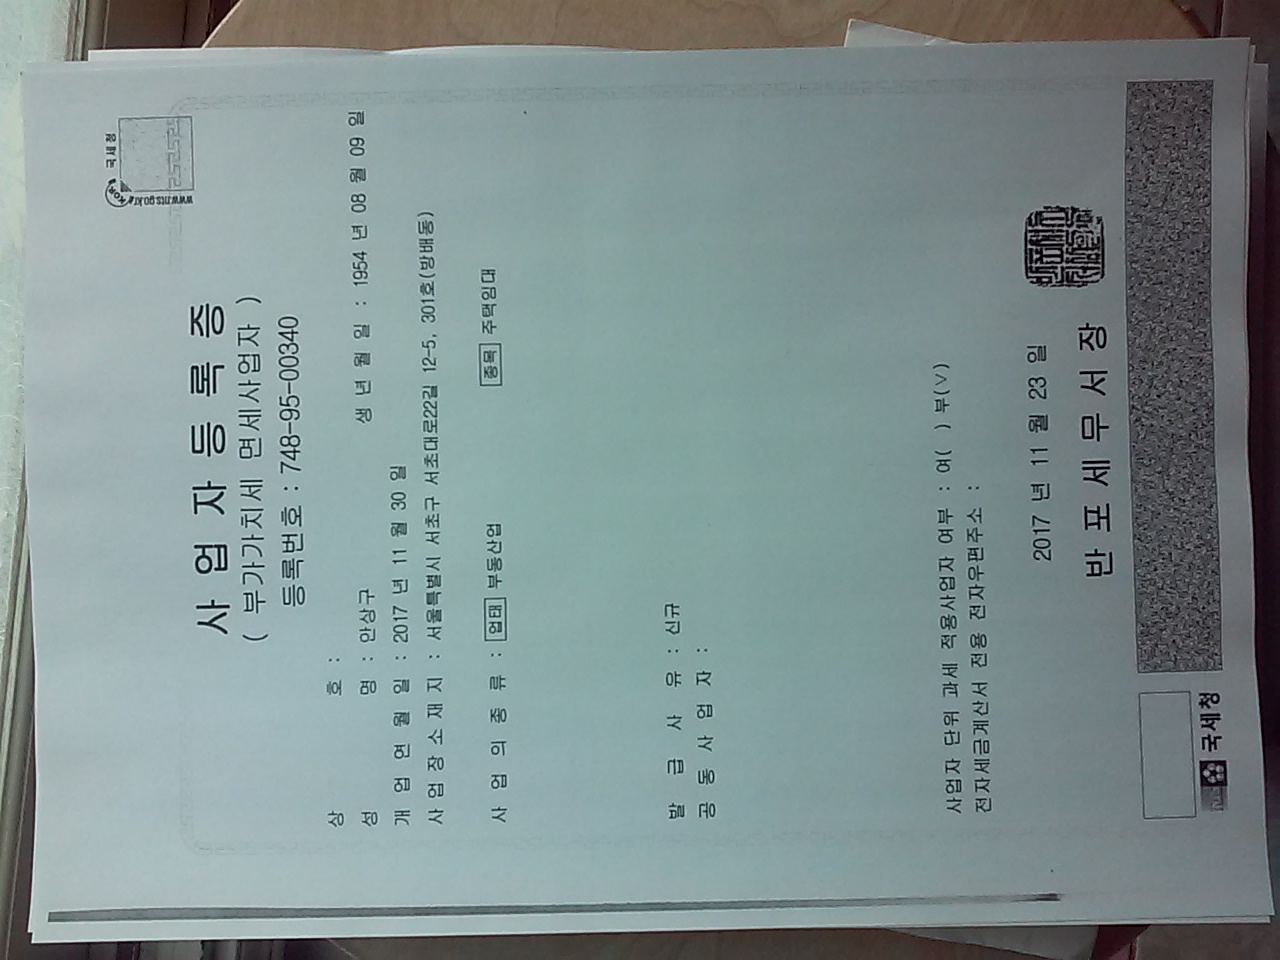 국세청
www.nts.go.kr
사업자등록증
( 부가가치세 면세사업자 )
등록번호 : 748-95-00340
상 호 :
성 명 : 안상구 생년월일 : 1954 년 08 월 09 일
개업연월일 : 2017 년 11 월 30 일
사업장소재지 : 서울특별시 서초구 서초대로22길 12-5, 301호(방배동)
사업의종류 : 업태 부동산업 종목 주택임대
발급사유 : 신규
공동사업자 :
사업자 단위 과세 적용사업자 여부 : 여( ) 부(∨)
전자세금계산서 전용 전자우편주소 :
2017 년 11 월 23 일
반포세무서장
국세청